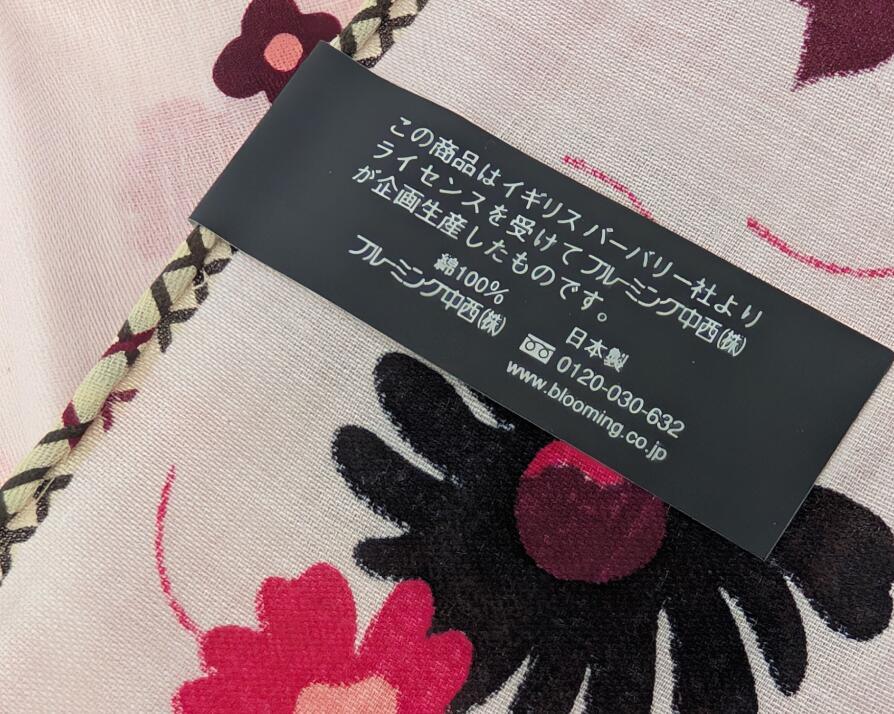 この商品はイギリス バーバリー社より
ライセンスを受けてブルーミング中西㈱
が企画生産したものです。
綿100%
日本製
ブルーミング中西㈱
0120-030-632
www.blooming.co.jp